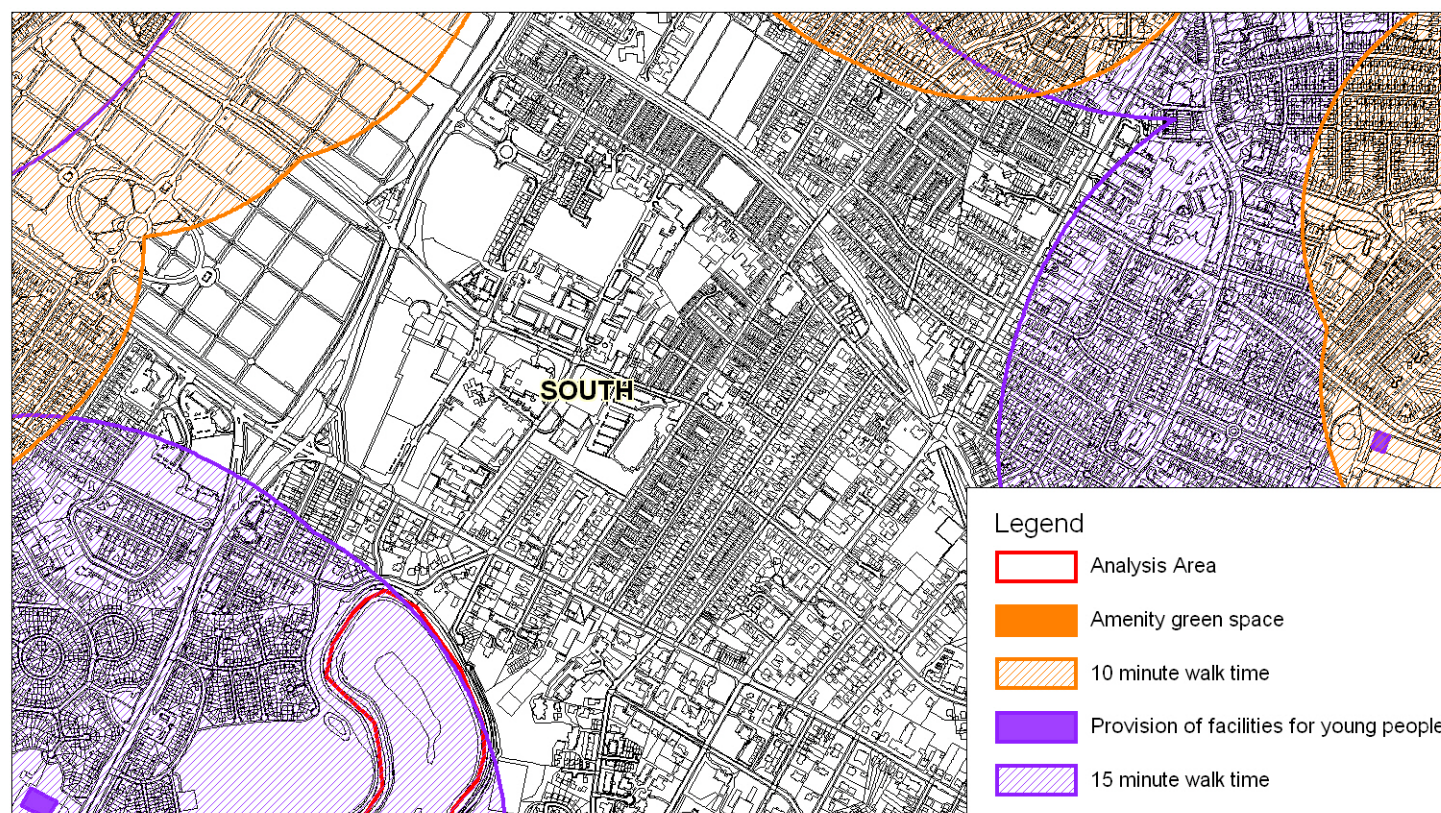 SOUTH
Legend
Analysis Area
Amenity green space
10 minute walk time
Provision of facilities for young people
15 minute walk time